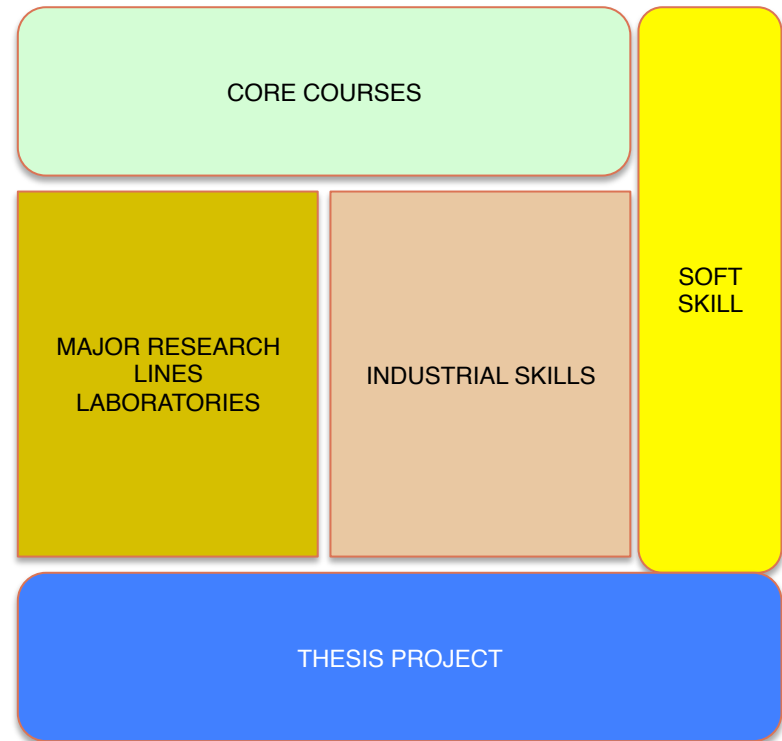 CORE COURSES
SOFT
SKILL
MAJOR RESEARCH
LINES
LABORATORIES
INDUSTRIAL SKILLS
THESIS PROJECT